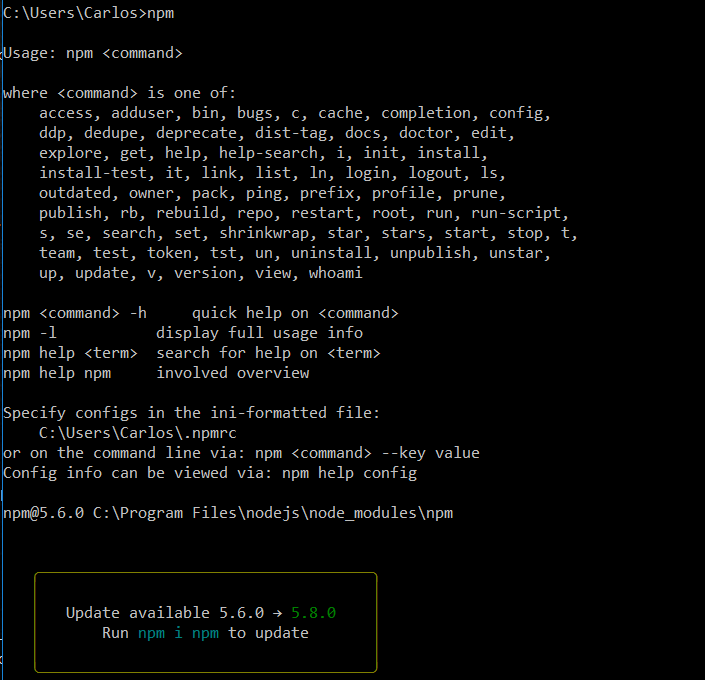 C:\Users\Carlos>npm
Usage: npm <command>
where <command> is one of:
access, adduser, bin, bugs, c, cache, completion, config,
ddp, dedupe, deprecate, dist-tag, docs, doctor, edit,
explore, get, help, help-search, i, init, install,
install-test, it, link, list, ln, login, logout, ls,
outdated, owner, pack, ping, prefix, profile, prune,
publish, rb, rebuild, repo, restart, root, run, run-script,
s, se, search, set, shrinkwrap, star, stars, start, stop, t,
team, test, token, tst, un, uninstall, unpublish, unstar,
up, update, v, version, view, whoami
npm <command> -h     quick help on <command>
npm -l           display full usage info
npm help <term>  search for help on <term>
npm help npm     involved overview
Specify configs in the ini-formatted file:
C:\Users\Carlos\.npmrc
or on the command line via: npm <command> --key value
Config info can be viewed via: npm help config
npm@5.6.0 C:\Program Files\nodejs\node_modules\npm
Update available 5.6.0 → 5.8.0
Run npm i npm to update